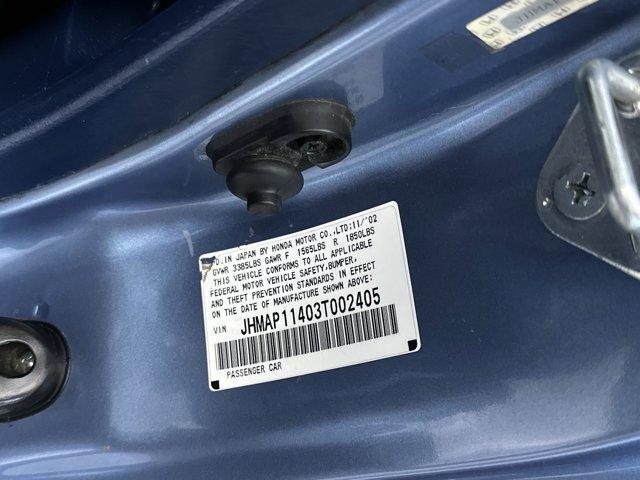 JHMAP
D.IN JAPAN BY HONDA MOTOR CO.,LTD;11/'02
GVWR 3385LBS GAWR F 1565LBS R 1850LBS
THIS VEHICLE CONFORMS TO ALL APPLICABLE
FEDERAL MOTOR VEHICLE SAFETY,BUMPER,
AND THEFT PREVENTION STANDARDS IN EFFECT
ON THE DATE OF MANUFACTURE SHOWN ABOVE:
V.I.N. JHMAP11403T002405
PASSENGER CAR